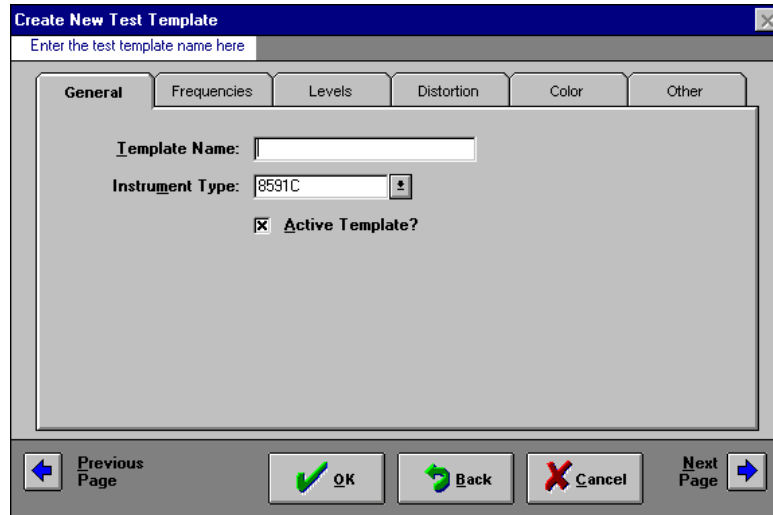 Create New Test Template
Enter the test template name here
General Frequencies Levels Distortion Color Other
Template Name:
Instrument Type: 8591C
Active Template?
Previous Page
OK
Back
Cancel
Next Page